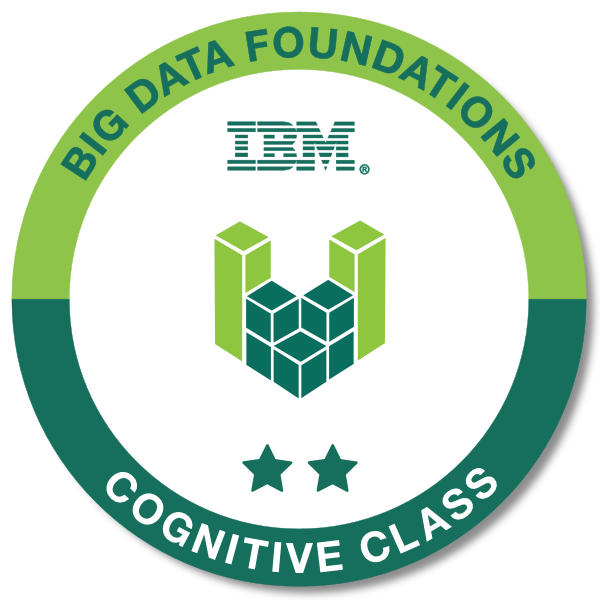 BIG DATA FOUNDATIONS
IBM®
COGNITIVE CLASS